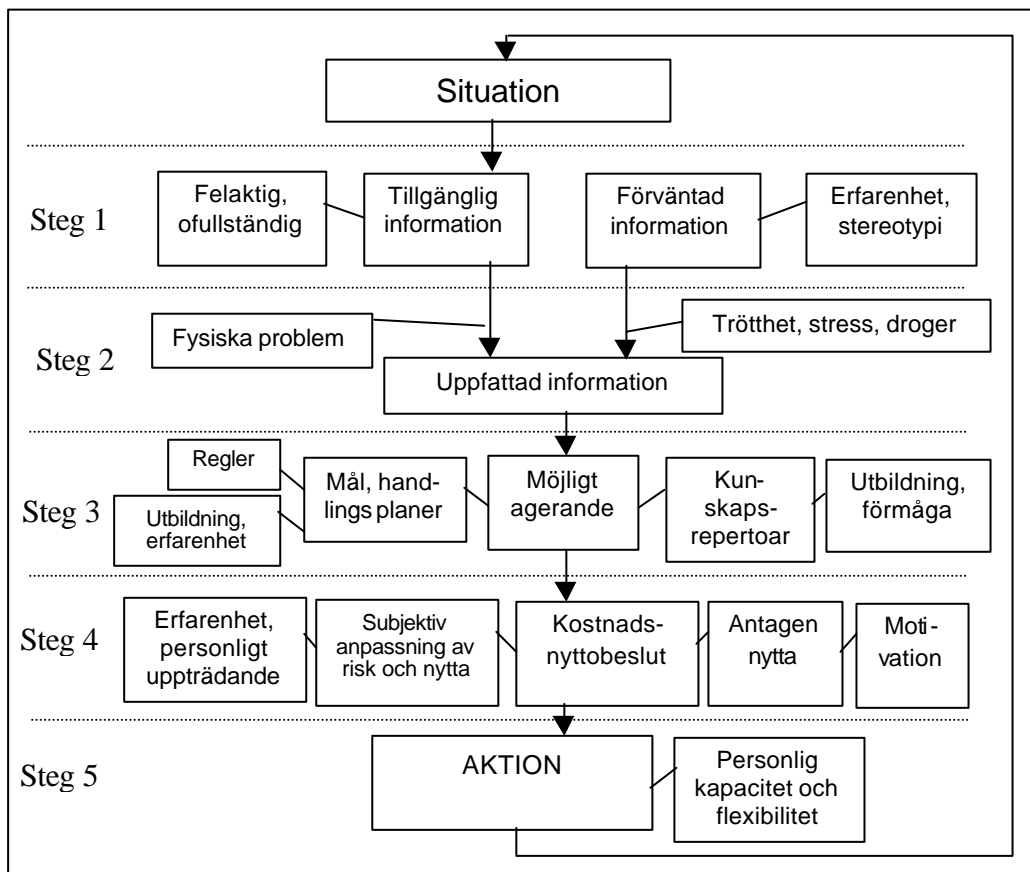 Situation
Steg 1
Felaktig,
ofullständig
Tillgänglig
information
Förväntad
information
Erfarenhet,
stereotypi
Steg 2
Fysiska problem
Trötthet, stress, droger
Uppfattad information
Steg 3
Regler
Utbildning,
erfarenhet
Mål, hand-
lings planer
Möjligt
agerande
Kun-
skaps-
repertoar
Utbildning,
förmåga
Steg 4
Erfarenhet,
personligt
uppträdande
Subjektiv
anpassning av
risk och nytta
Kostnads-
nyttobeslut
Antagen
nytta
Moti-
vation
Steg 5
AKTION
Personlig
kapacitet och
flexibilitet